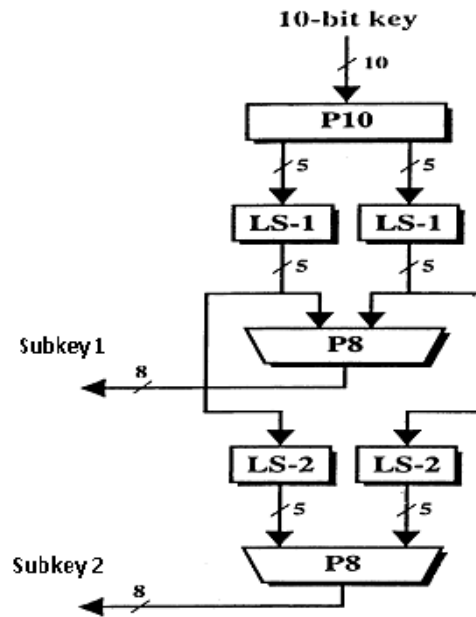 10-bit key
10
P10
5 5
LS-1 LS-1
5 5
P8
Subkey 1
8
LS-2 LS-2
5 5
P8
Subkey 2
8